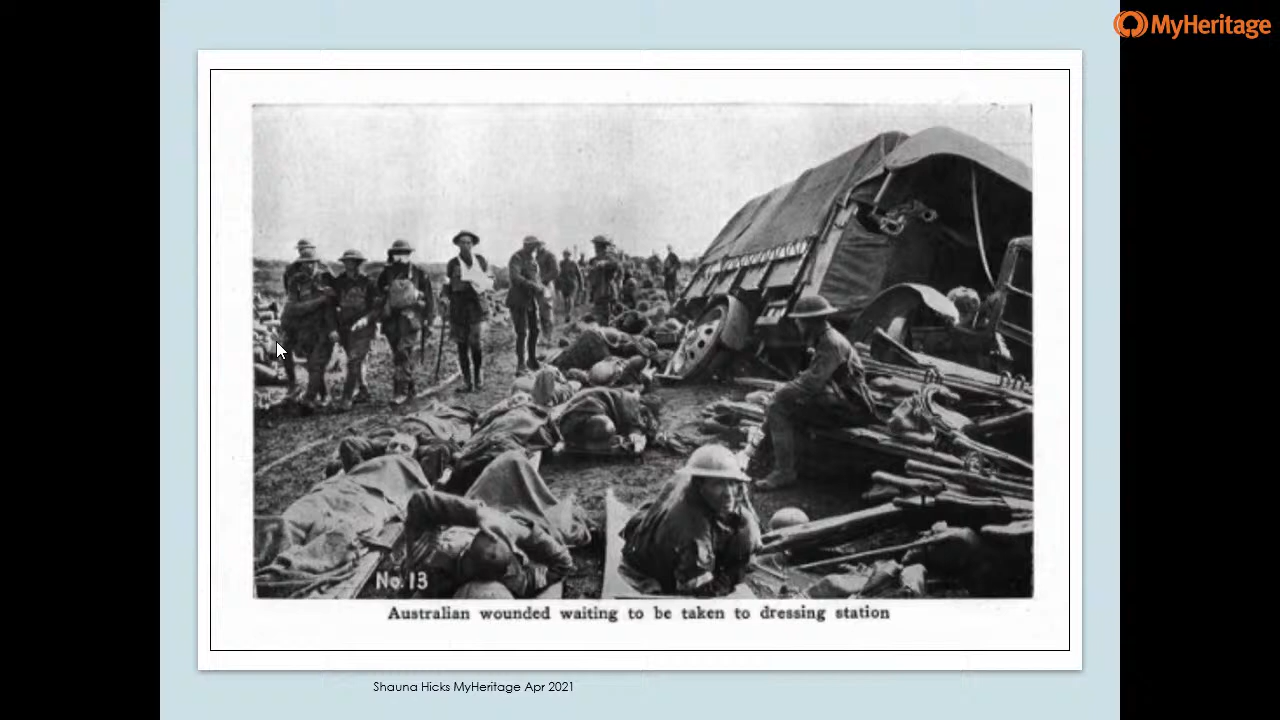 MyHeritage
No. 13
Australian wounded waiting to be taken to dressing station
Shauna Hicks MyHeritage Apr 2021